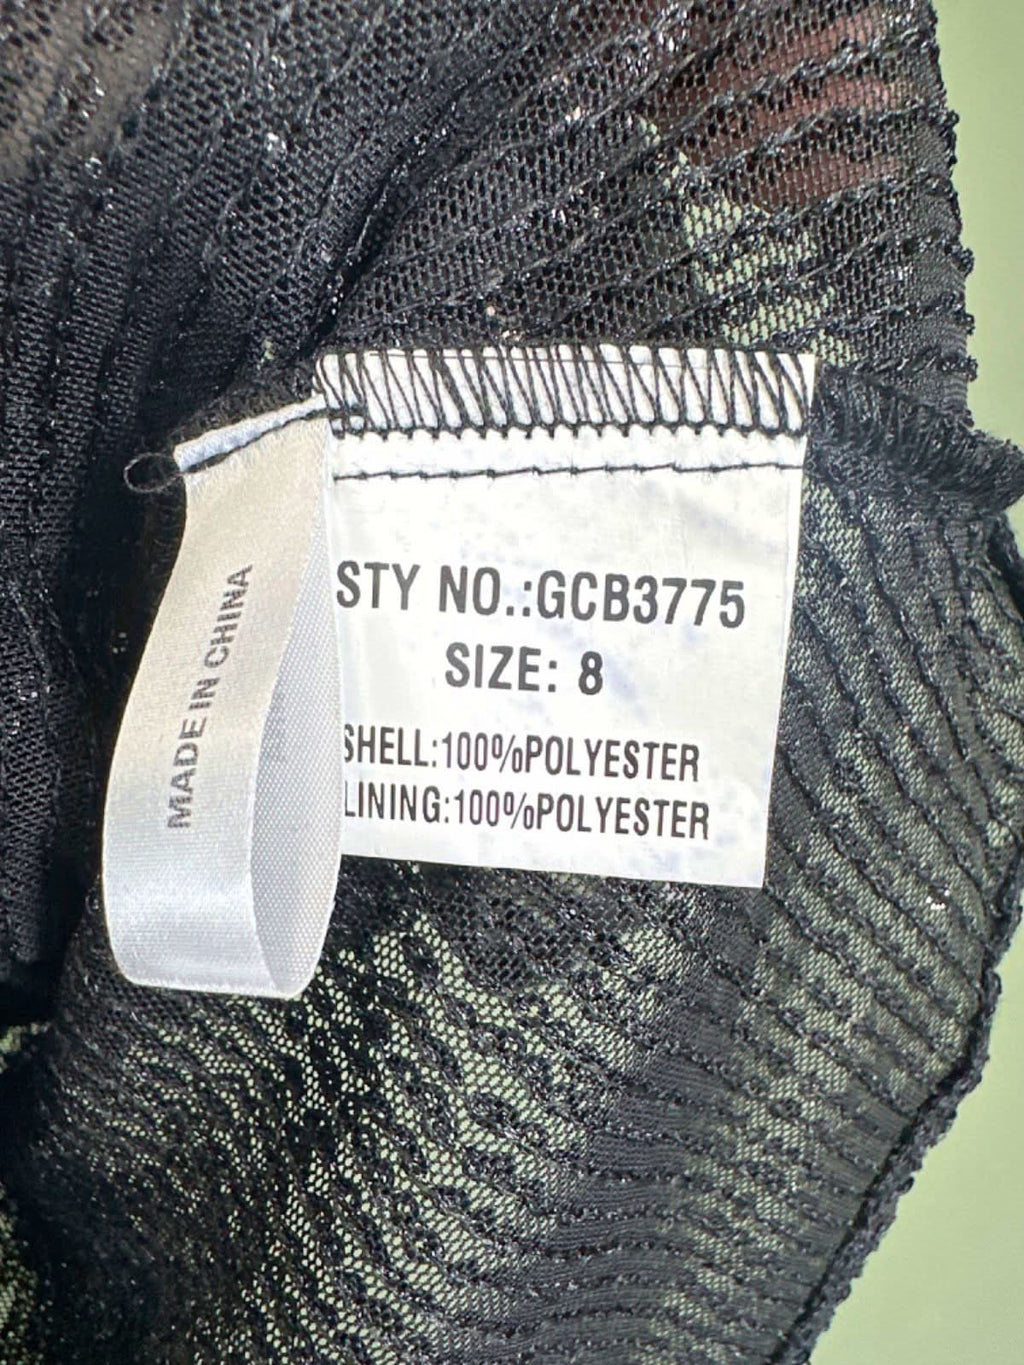 MADE IN CHINA
STY NO.:GCB3775
SIZE: 8
SHELL:100%POLYESTER
LINING:100%POLYESTER